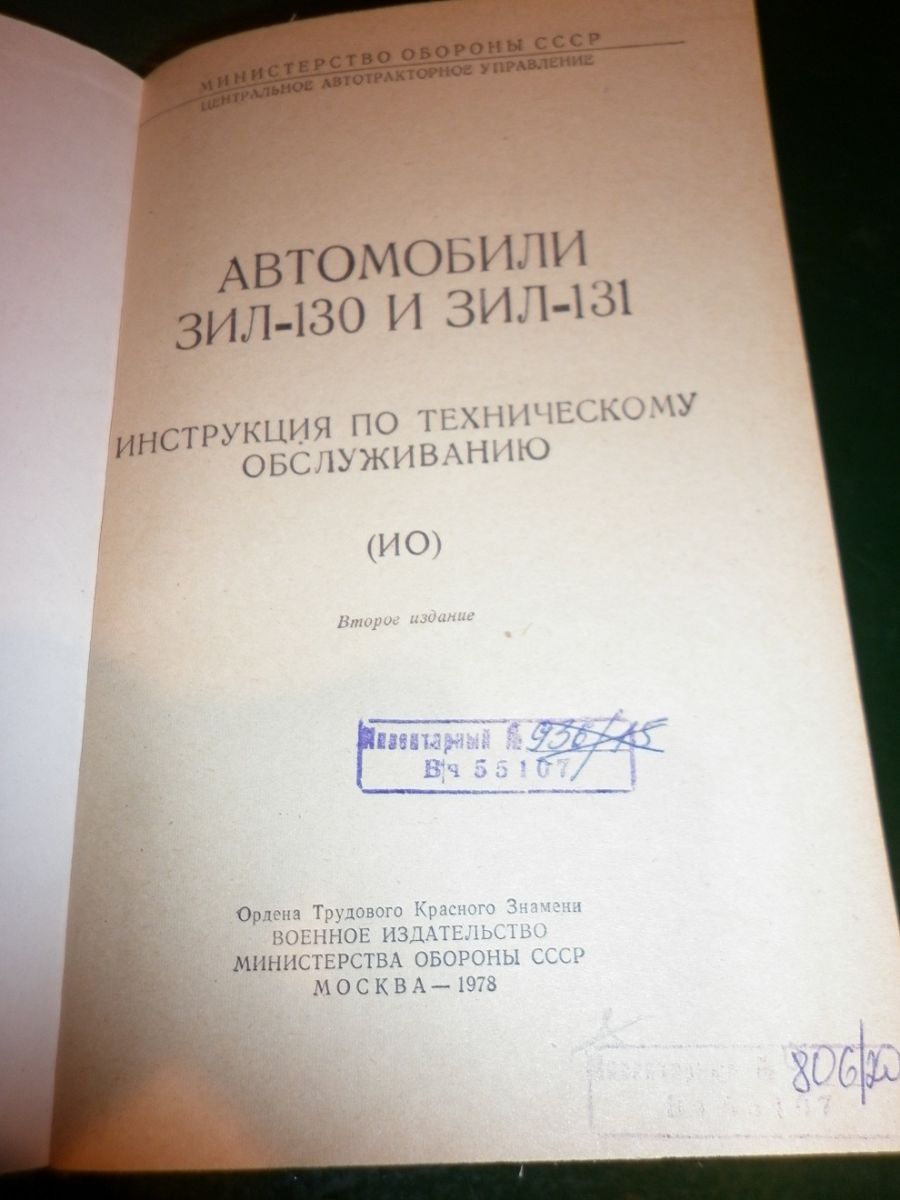 МИНИСТЕРСТВО ОБОРОНЫ СССР
ЦЕНТРАЛЬНОЕ АВТОТРАКТОРНОЕ УПРАВЛЕНИЕ
АВТОМОБИЛИ
ЗИЛ-130 И ЗИЛ-131
ИНСТРУКЦИЯ ПО ТЕХНИЧЕСКОМУ
ОБСЛУЖИВАНИЮ
(ИО)
Второе издание
Инвентарный № 936/15
В/ч 55107
Ордена Трудового Красного Знамени
ВОЕННОЕ ИЗДАТЕЛЬСТВО
МИНИСТЕРСТВА ОБОРОНЫ СССР
МОСКВА — 1978
№ 806/20